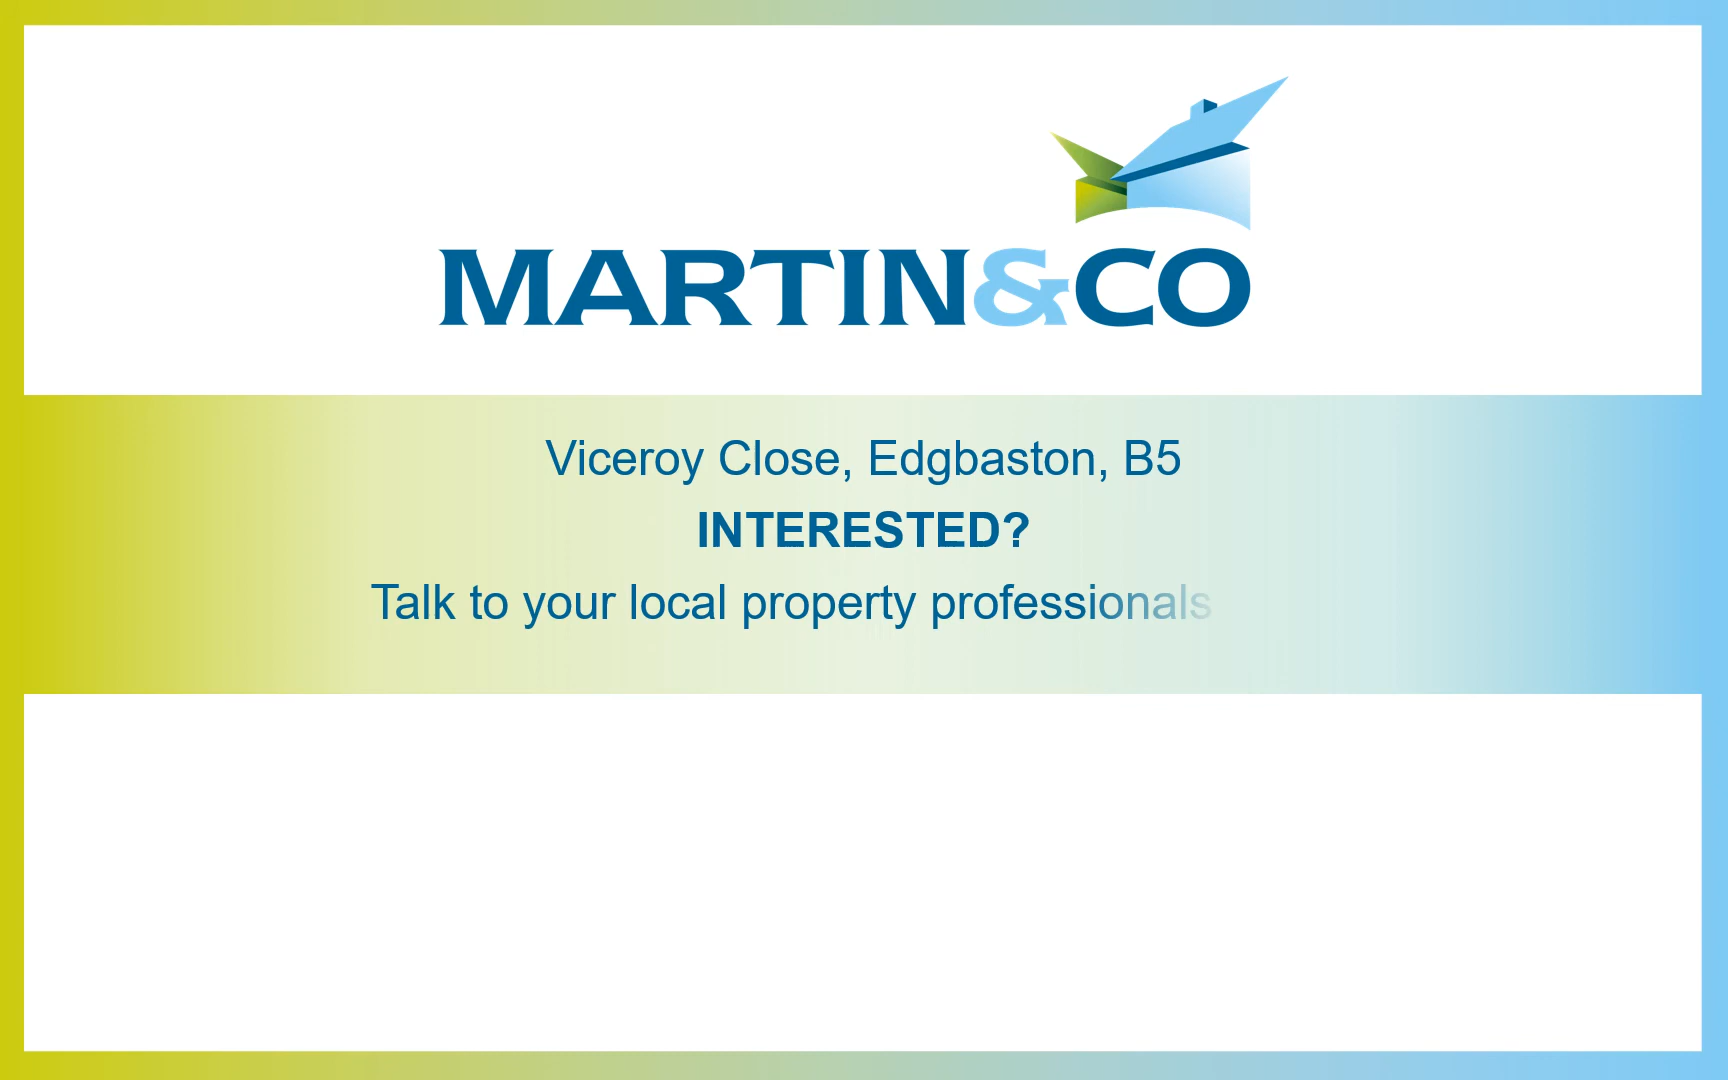 MARTIN&CO
Viceroy Close, Edgbaston, B5
INTERESTED?
Talk to your local property professionals